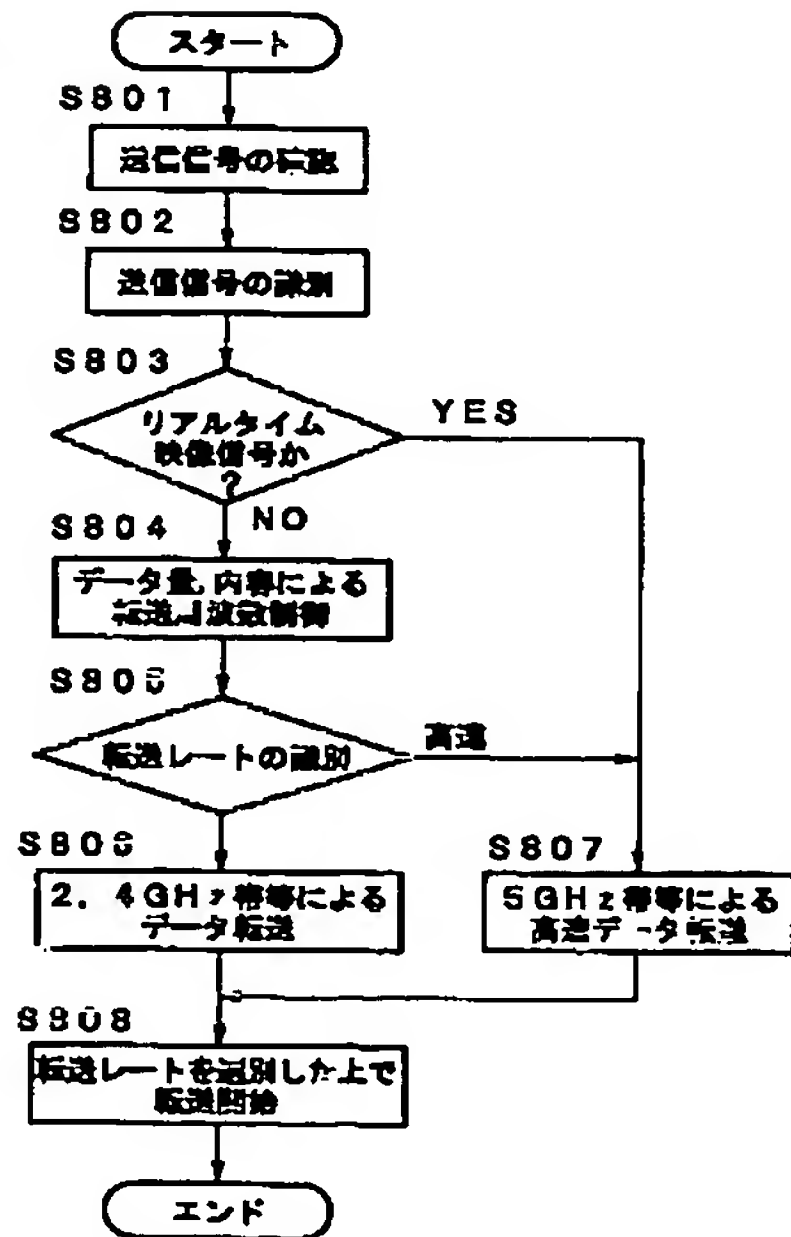 スタート
S801
送信信号の確認
S802
送信信号の識別
S803
リアルタイム
映像信号か
?
YES
NO
S804
データ量,内容による
転送周波数制御
S805
転送レートの識別
高速
S806
2.4GHz帯等による
データ転送
S807
5GHz帯等による
高速データ転送
S808
転送レートを選別した上で
転送開始
エンド